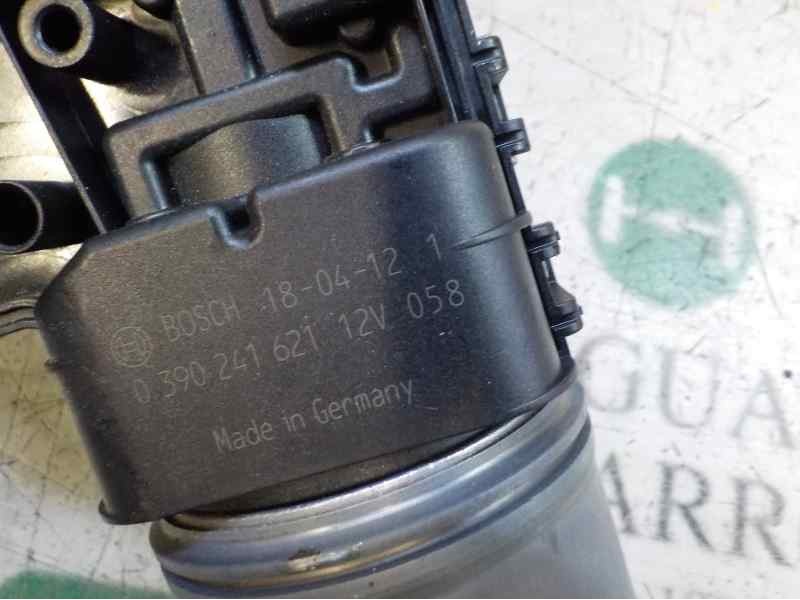 BOSCH 18-04-12 1
0 390 241 621 12V 058
Made in Germany